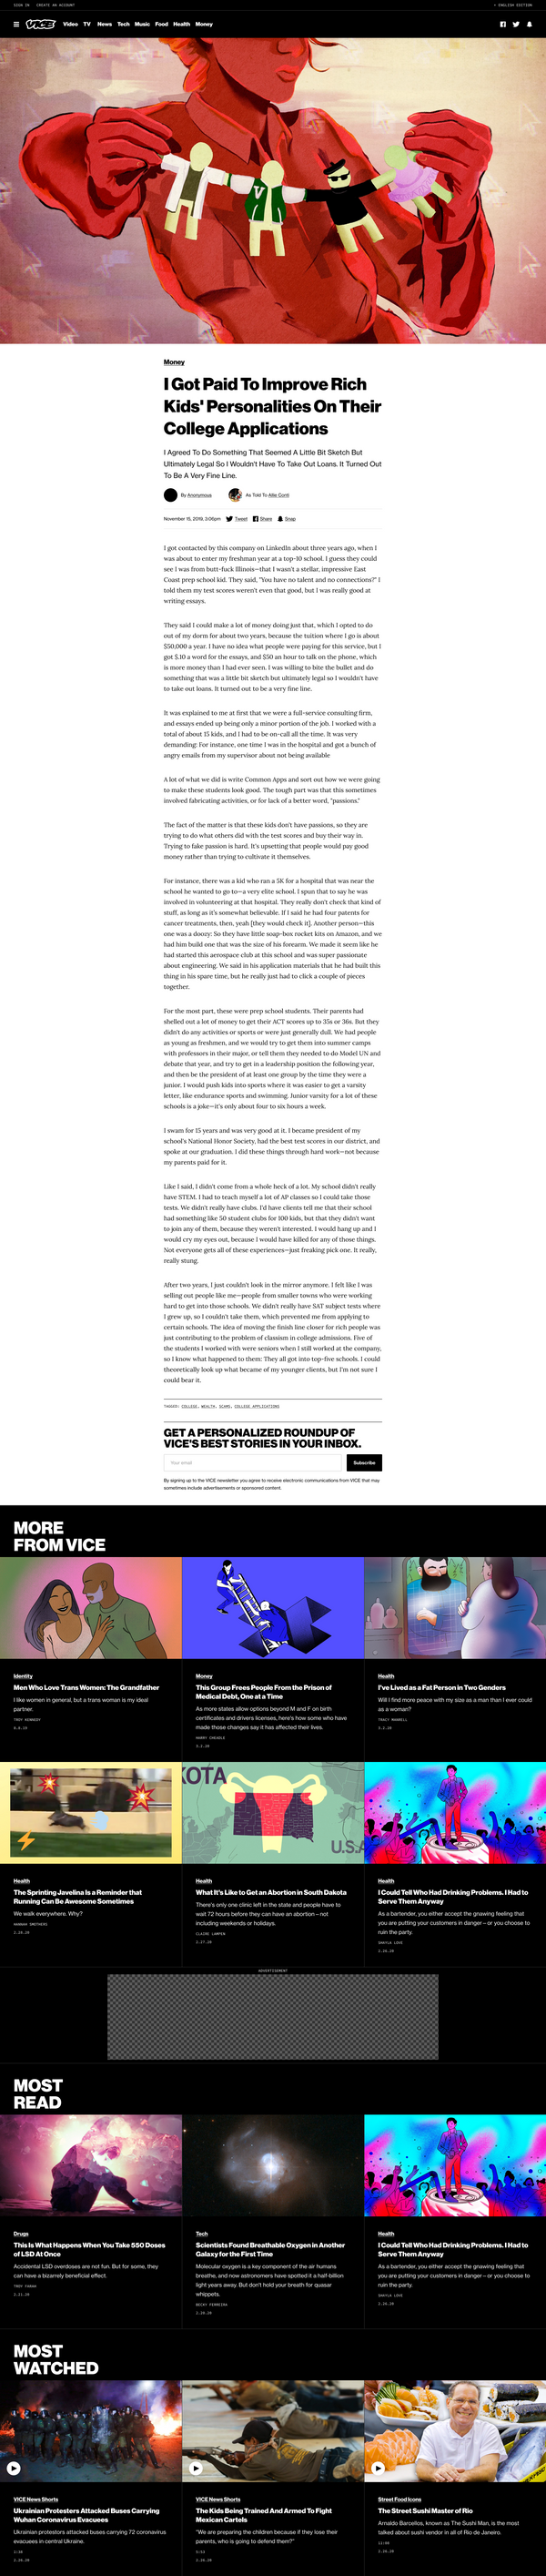 SIGN IN CREATE AN ACCOUNT
+ ENGLISH EDITION
VICE Video TV News Tech Music Food Health Money
Money
I Got Paid To Improve Rich
Kids' Personalities On Their
College Applications
I Agreed To Do Something That Seemed A Little Bit Sketch But
Ultimately Legal So I Wouldn't Have To Take Out Loans. It Turned Out
To Be A Very Fine Line.
By Anonymous As Told To Allie Conti
November 15, 2019, 3:06pm Tweet Share Snap
I got contacted by this company on LinkedIn about three years ago, when I
was about to enter my freshman year at a top-10 school. I guess they could
see I was from butt-fuck Illinois—that I wasn't a stellar, impressive East
Coast prep school kid. They said, "You have no talent and no connections?" I
told them my test scores weren't even that good, but I was really good at
writing essays.
They said I could make a lot of money doing just that, which I opted to do
out of my dorm for about two years, because the tuition where I go is about
$50,000 a year. I have no idea what people were paying for this service, but I
got $.10 a word for the essays, and $50 an hour to talk on the phone, which
is more money than I had ever seen. I was willing to bite the bullet and do
something that was a little bit sketch but ultimately legal so I wouldn't have
to take out loans. It turned out to be a very fine line.
It was explained to me at first that we were a full-service consulting firm,
and essays ended up being only a minor portion of the job. I worked with a
total of about 15 kids, and I had to be on-call all the time. It was very
demanding: For instance, one time I was in the hospital and got a bunch of
angry emails from my supervisor about not being available
A lot of what we did is write Common Apps and sort out how we were going
to make these students look good. The tough part was that this sometimes
involved fabricating activities, or for lack of a better word, "passions."
The fact of the matter is that these kids don't have passions, so they are
trying to do what others did with the test scores and buy their way in.
Trying to fake passion is hard. It's upsetting that people would pay good
money rather than trying to cultivate it themselves.
For instance, there was a kid who ran a 5K for a hospital that was near the
school he wanted to go to—a very elite school. I spun that to say he was
involved in volunteering at that hospital. They really don't check that kind of
stuff, as long as it's somewhat believable. If I said he had four patents for
cancer treatments, then, yeah [they would check it]. Another person—this
one was a doozy: So they have little soap-box rocket kits on Amazon, and we
had him build one that was the size of his forearm. We made it seem like he
had started this aerospace club at this school and was super passionate
about engineering. We said in his application materials that he had built this
thing in his spare time, but he really just had to click a couple of pieces
together.
For the most part, these were prep school students. Their parents had
shelled out a lot of money to get their ACT scores up to 35s or 36s. But they
didn't do any activities or sports or were just generally dull. We had people
as young as freshmen, and we would try to get them into summer camps
with professors in their major, or tell them they needed to do Model UN and
debate that year, and try to get in a leadership position the following year,
and then be the president of at least one group by the time they were a
junior. I would push kids into sports where it was easier to get a varsity
letter, like endurance sports and swimming. Junior varsity for a lot of these
schools is a joke—it's only about four to six hours a week.
I swam for 15 years and was very good at it. I became president of my
school's National Honor Society, had the best test scores in our district, and
spoke at our graduation. I did these things through hard work—not because
my parents paid for it.
Like I said, I didn't come from a whole heck of a lot. My school didn't really
have STEM. I had to teach myself a lot of AP classes so I could take those
tests. We didn't really have clubs. I'd have clients tell me that their school
had something like 50 student clubs for 100 kids, but that they didn't want
to join any of them, because they weren't interested. I would hang up and I
would cry my eyes out, because I would have killed for any of those things.
Not everyone gets all of these experiences—just freaking pick one. It really,
really stung.
After two years, I just couldn't look in the mirror anymore. I felt like I was
selling out people like me—people from smaller towns who were working
hard to get into those schools. We didn't really have SAT subject tests where
I grew up, so I couldn't take them, which prevented me from applying to
certain schools. The idea of moving the finish line closer for rich people was
just contributing to the problem of classism in college admissions. Five of
the students I worked with were seniors when I still worked at the company,
so I know what happened to them: They all got into top-five schools. I could
theoretically look up what became of my younger clients, but I'm not sure I
could bear it.
TAGGED: COLLEGE, WEALTH, SCAMS, COLLEGE APPLICATIONS
GET A PERSONALIZED ROUNDUP OF
VICE'S BEST STORIES IN YOUR INBOX.
Your email Subscribe
By signing up to the VICE newsletter you agree to receive electronic communications from VICE that may
sometimes include advertisements or sponsored content.
MORE
FROM VICE
Identity
Men Who Love Trans Women: The Grandfather
I like women in general, but a trans woman is my ideal
partner.
TROY KENNEDY
Money
This Group Frees People From the Prison of
Medical Debt, One at a Time
As more states allow options beyond M and F on birth
certificates and drivers licenses, here's how some who have
made those changes say it has affected their lives.
HARRY CHEADLE
3.2.20
Health
I've Lived as a Fat Person in Two Genders
Will I find more peace with my size as a man than I ever could
as a woman?
3.2.20
KOTA
U.S.A
Health
The Sprinting Javelina Is a Reminder that
Running Can Be Awesome Sometimes
We walk everywhere. Why?
HANNAH SMOTHERS
2.28.20
Health
What It's Like to Get an Abortion in South Dakota
There's only one clinic left in the state and people have to
wait 72 hours before they can have an abortion – not
including weekends or holidays.
CLAIRE LAMPEN
2.27.20
Health
I Could Tell Who Had Drinking Problems. I Had to
Serve Them Anyway
As a bartender, you either accept the gnawing feeling that
you are putting your customers in danger – or you choose to
ruin the party.
SHAYLA LOVE
2.26.20
ADVERTISEMENT
MOST
READ
Drugs
This Is What Happens When You Take 550 Doses
of LSD At Once
Accidental LSD overdoses are not fun. But for some, they
can have a bizarrely beneficial effect.
TROY FARAH
2.21.20
Tech
Scientists Found Breathable Oxygen in Another
Galaxy for the First Time
Molecular oxygen is a key component of the air humans
breathe, and now astronomers have spotted it a half-billion
light years away. But don't hold your breath for quasar
whippets.
BECKY FERREIRA
2.20.20
Health
I Could Tell Who Had Drinking Problems. I Had to
Serve Them Anyway
As a bartender, you either accept the gnawing feeling that
you are putting your customers in danger – or you choose to
ruin the party.
SHAYLA LOVE
2.26.20
MOST
WATCHED
VICE News Shorts
Ukrainian Protesters Attacked Buses Carrying
Wuhan Coronavirus Evacuees
Ukrainian protestors attacked buses carrying 72 coronavirus
evacuees in central Ukraine.
2.26.20
VICE News Shorts
The Kids Being Trained And Armed To Fight
Mexican Cartels
"We are preparing the children because if they lose their
parents, who is going to defend them?"
2.26.20
Street Food Icons
The Street Sushi Master of Rio
Arnaldo Barcellos, known as The Sushi Man, is the most
talked about sushi vendor in all of Rio de Janeiro.
2.26.20